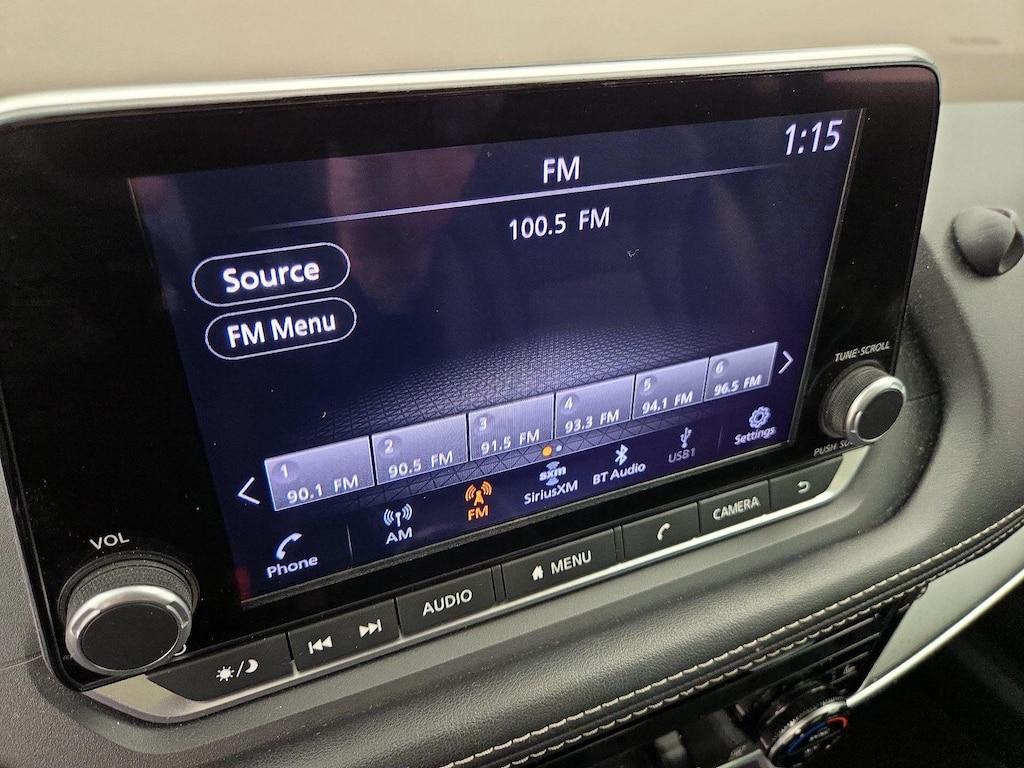 1:15
FM
100.5 FM
Source
FM Menu
TUNE·SCROLL
1 2 3 4 5 6
90.1 FM 90.5 FM 91.5 FM 93.3 FM 94.1 FM 96.5 FM
Phone AM FM sxm SiriusXM BT Audio USB1 Settings
PUSH
VOL
AUDIO MENU CAMERA